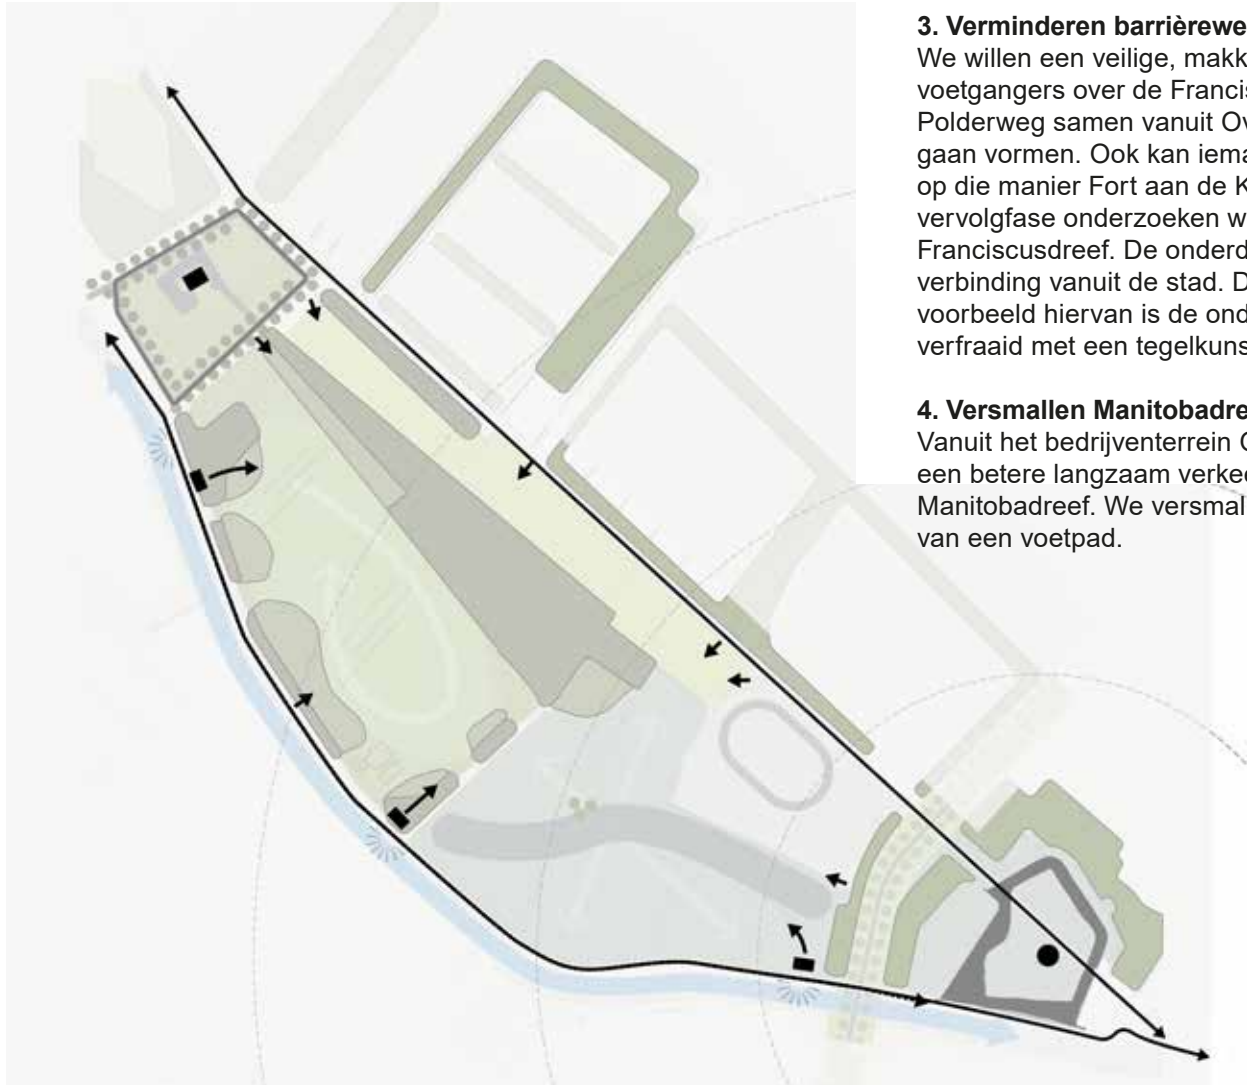 3. Verminderen barrièrewe
We willen een veilige, makk
voetgangers over de Francis
Polderweg samen vanuit Ov
gaan vormen. Ook kan iema
op die manier Fort aan de K
vervolgfase onderzoeken w
Franciscusdreef. De onderd
verbinding vanuit de stad. D
voorbeeld hiervan is de ond
verfraaid met een tegelkuns
4. Versmallen Manitobadre
Vanuit het bedrijventerrein O
een betere langzaam verkee
Manitobadreef. We versmal
van een voetpad.